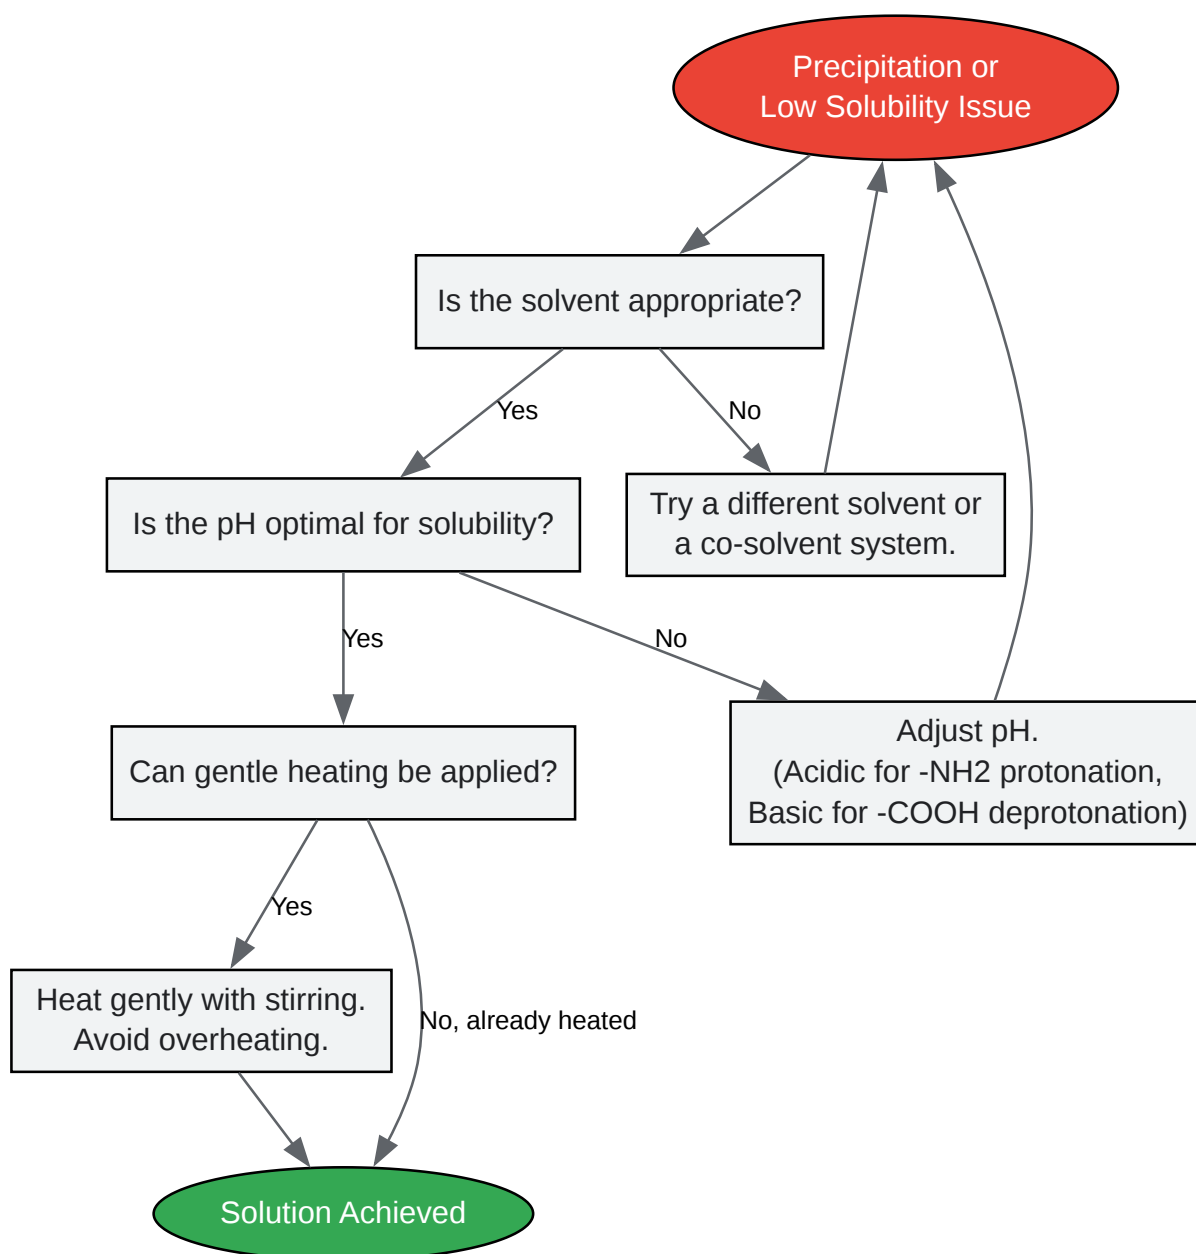 Precipitation or
Low Solubility Issue
Is the solvent appropriate?
Yes
No
Is the pH optimal for solubility?
Try a different solvent or
a co-solvent system.
Yes
No
Can gentle heating be applied?
Adjust pH.
(Acidic for -NH2 protonation,
Basic for -COOH deprotonation)
Yes
Heat gently with stirring.
Avoid overheating.
No, already heated
Solution Achieved